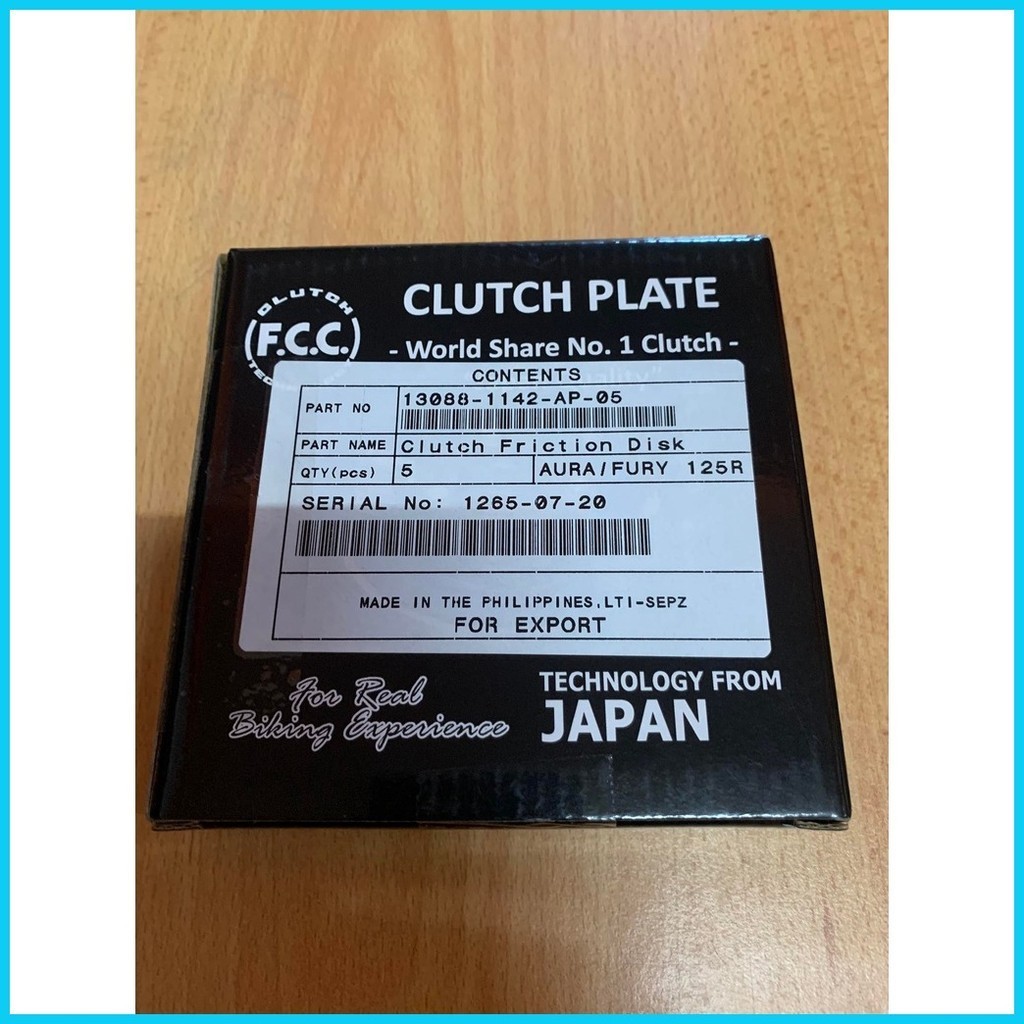 CLUTCH
F.C.C.
CLUTCH PLATE
- World Share No. 1 Clutch -
CONTENTS
PART NO 13088-1142-AP-05
PART NAME Clutch Friction Disk
QTY(pcs) 5 AURA/FURY 125R
SERIAL No: 1265-07-20
MADE IN THE PHILIPPINES,LTI-SEPZ
FOR EXPORT
For Real
Biking Experience
TECHNOLOGY FROM
JAPAN